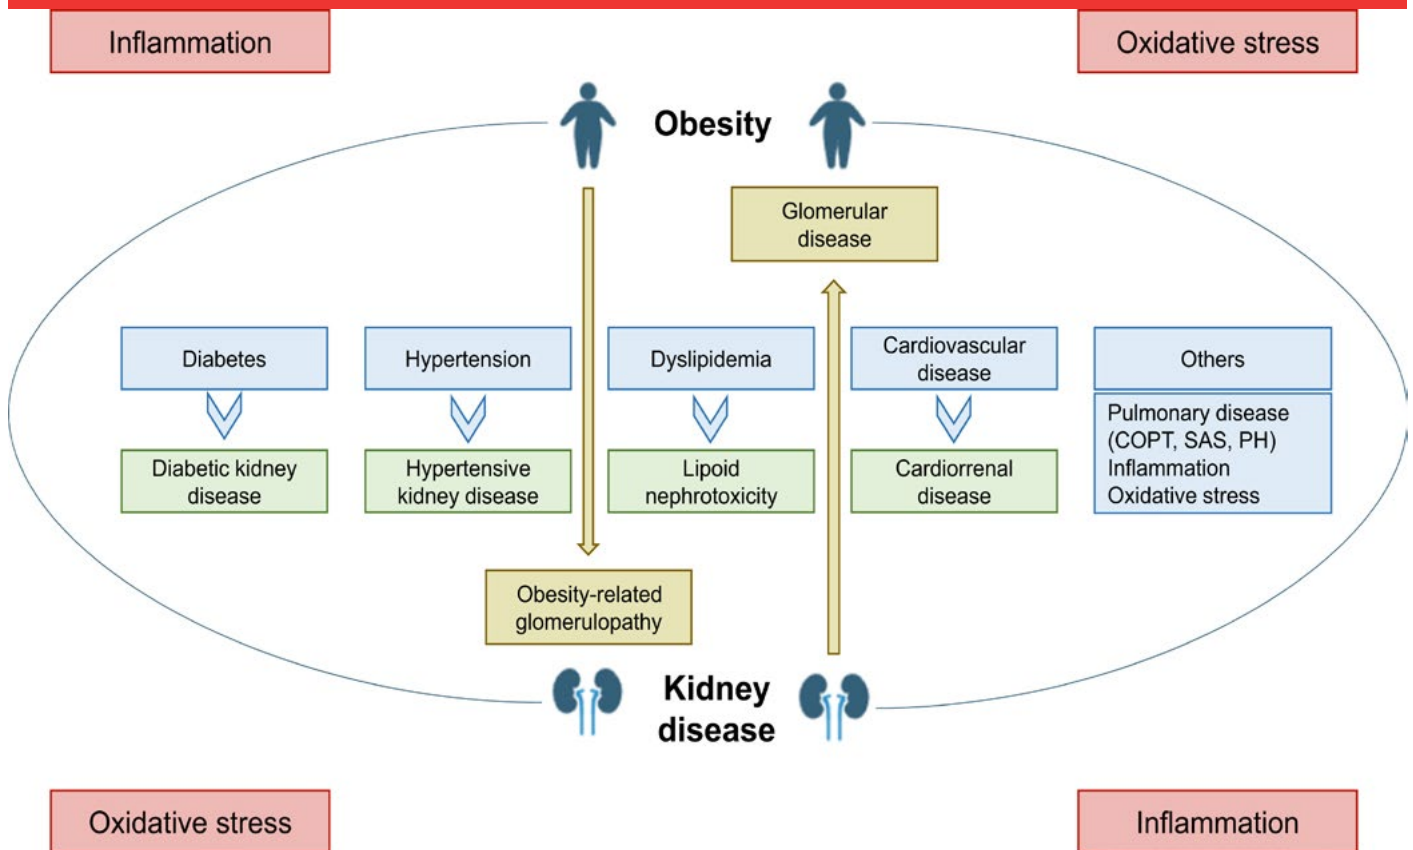 Inflammation
Oxidative stress
Obesity
Glomerular
disease
Diabetes
Hypertension
Dyslipidemia
Cardiovascular
disease
Others
Diabetic kidney
disease
Hypertensive
kidney disease
Lipoid
nephrotoxicity
Cardiorrenal
disease
Pulmonary disease
(COPT, SAS, PH)
Inflammation
Oxidative stress
Obesity-related
glomerulopathy
Kidney
disease
Oxidative stress
Inflammation